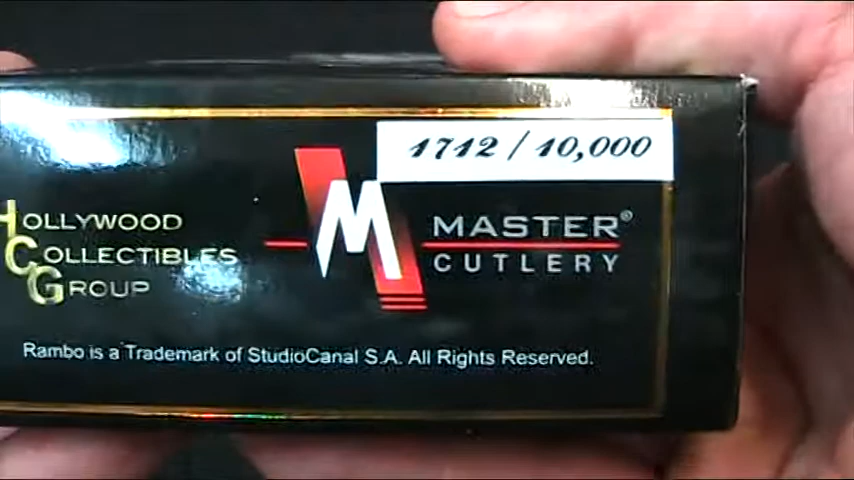 1712 / 10,000
HOLLYWOOD
COLLECTIBLES
GROUP
M
MASTER®
CUTLERY
Rambo is a Trademark of StudioCanal S.A. All Rights Reserved.